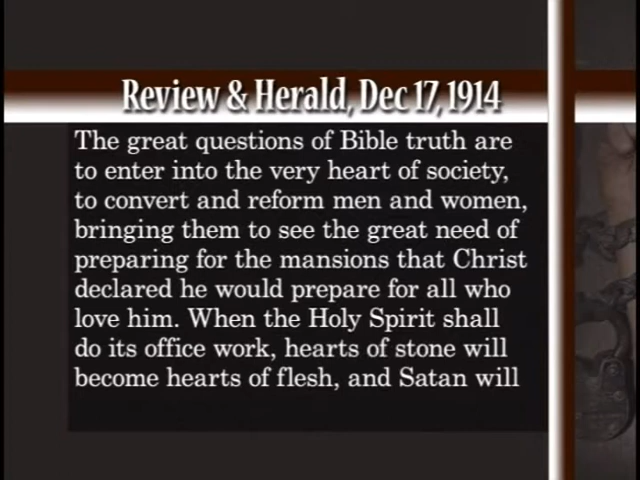 Review & Herald, Dec 17, 1914
The great questions of Bible truth are
to enter into the very heart of society,
to convert and reform men and women,
bringing them to see the great need of
preparing for the mansions that Christ
declared he would prepare for all who
love him. When the Holy Spirit shall
do its office work, hearts of stone will
become hearts of flesh, and Satan will